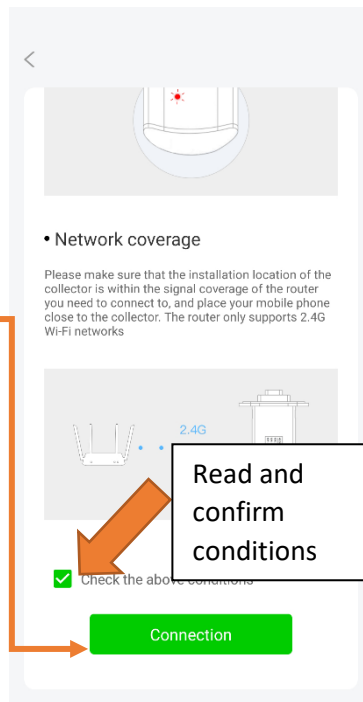 • Network coverage
Please make sure that the installation location of the
collector is within the signal coverage of the router
you need to connect to, and place your mobile phone
close to the collector. The router only supports 2.4G
Wi-Fi networks
2.4G
Read and
confirm
conditions
Check the above conditions
Connection